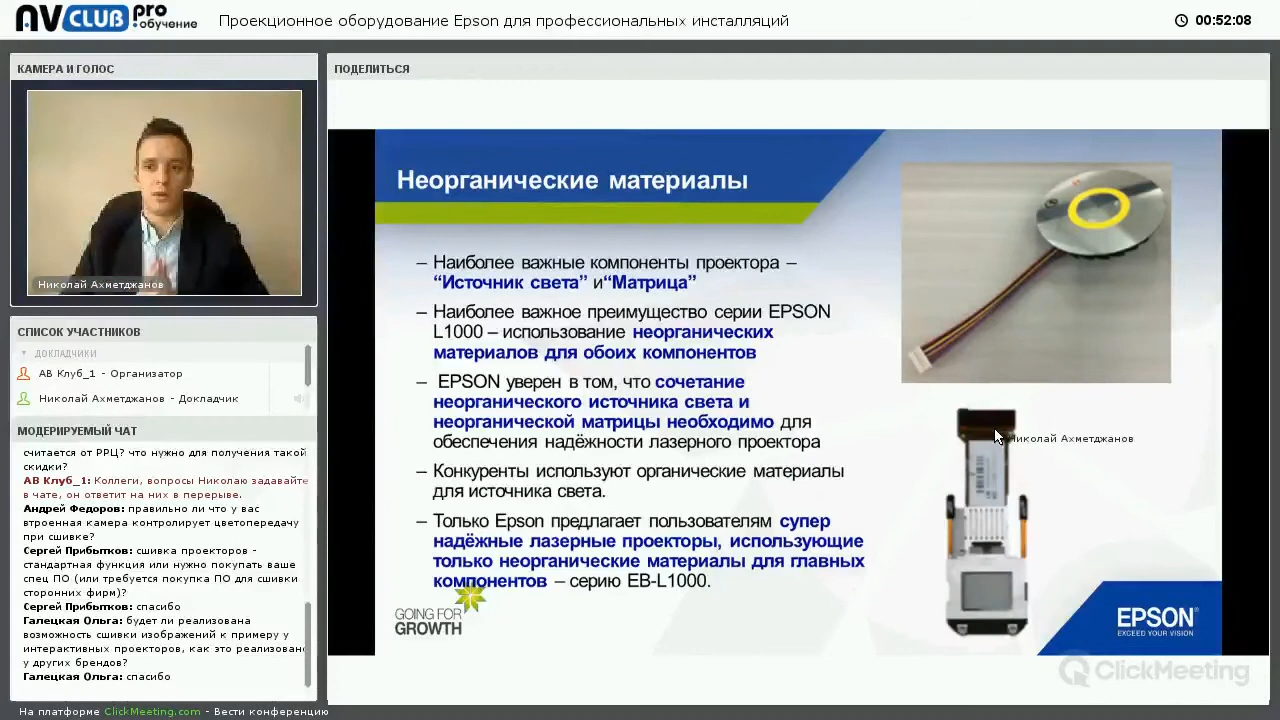 AVCLUBpro
:обучение
Проекционное оборудование Epson для профессиональных инсталляций
00:52:08
КАМЕРА И ГОЛОС
Николай Ахметджанов
СПИСОК УЧАСТНИКОВ
ДОКЛАДЧИКИ
АВ Клуб_1 - Организатор
Николай Ахметджанов - Докладчик
МОДЕРИРУЕМЫЙ ЧАТ
считается от РРЦ? что нужно для получения такой
скидки?
АВ Клуб_1: Коллеги, вопросы Николаю задавайте
в чате, он ответит на них в перерыве.
Андрей Федоров: правильно ли что у вас
втроенная камера контролирует цветопередачу
при сшивке?
Сергей Прибытков: сшивка проекторов -
стандартная функция или нужно покупать ваше
спец ПО (или требуется покупка ПО для сшивки
сторонних фирм)?
Сергей Прибытков: спасибо
Галецкая Ольга: будет ли реализована
возможность сшивки изображений к примеру у
интерактивных проекторов, как это реализовано
у других брендов?
Галецкая Ольга: спасибо
На платформе ClickMeeting.com - Вести конференцию
ПОДЕЛИТЬСЯ
Неорганические материалы
– Наиболее важные компоненты проектора –
“Источник света” и“Матрица”
– Наиболее важное преимущество серии EPSON
L1000 – использование неорганических
материалов для обоих компонентов
– EPSON уверен в том, что сочетание
неорганического источника света и
неорганической матрицы необходимо для
обеспечения надёжности лазерного проектора
– Конкуренты используют органические материалы
для источника света.
– Только Epson предлагает пользователям супер
надёжные лазерные проекторы, использующие
только неорганические материалы для главных
компонентов – серию EB-L1000.
GOING FOR
GROWTH
Николай Ахметджанов
EPSON
EXCEED YOUR VISION
ClickMeeting